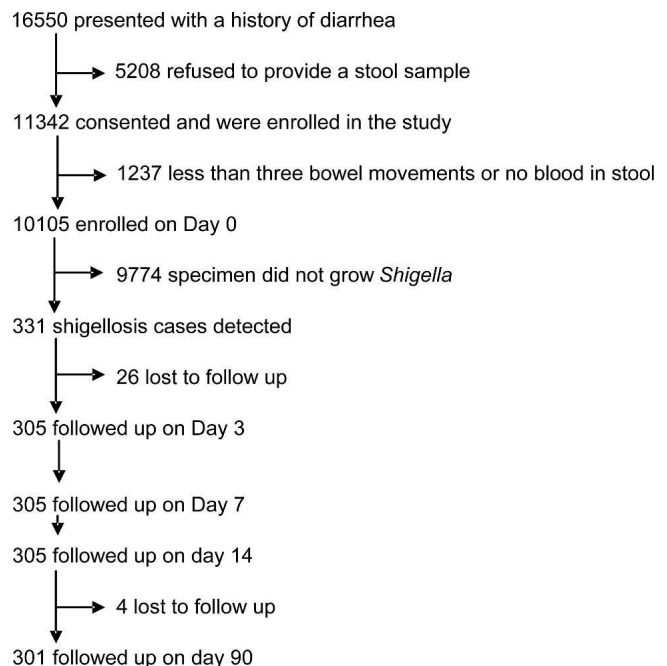 16550 presented with a history of diarrhea
5208 refused to provide a stool sample
11342 consented and were enrolled in the study
1237 less than three bowel movements or no blood in stool
10105 enrolled on Day 0
9774 specimen did not grow Shigella
331 shigellosis cases detected
26 lost to follow up
305 followed up on Day 3
305 followed up on Day 7
305 followed up on day 14
4 lost to follow up
301 followed up on day 90